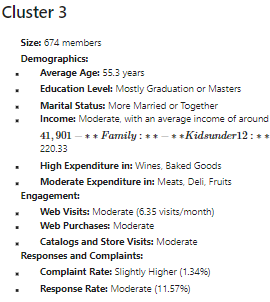 Cluster 3
Size: 674 members
Demographics:
▪ Average Age: 55.3 years
▪ Education Level: Mostly Graduation or Masters
▪ Marital Status: More Married or Together
▪ Income: Moderate, with an average income of around
41,901 − ∗ ∗ Family : ∗ ∗ − ∗ ∗ Kidsunder12 : ∗ ∗
220.33
▪ High Expenditure in: Wines, Baked Goods
▪ Moderate Expenditure in: Meats, Deli, Fruits
Engagement:
▪ Web Visits: Moderate (6.35 visits/month)
▪ Web Purchases: Moderate
▪ Catalogs and Store Visits: Moderate
Responses and Complaints:
▪ Complaint Rate: Slightly Higher (1.34%)
▪ Response Rate: Moderate (11.57%)